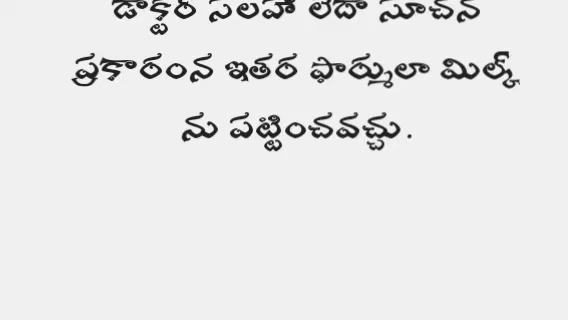 డాక్టర్ సలహా లేదా సూచన
ప్రకారంన ఇతర ఫార్ములా మిల్క్
ను పట్టించవచ్చు.